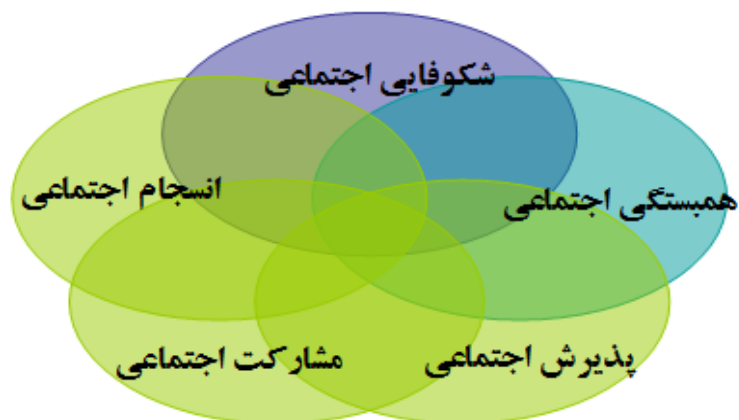 شکوفایی اجتماعی
همبستگی اجتماعی
انسجام اجتماعی
پذیرش اجتماعی
مشارکت اجتماعی